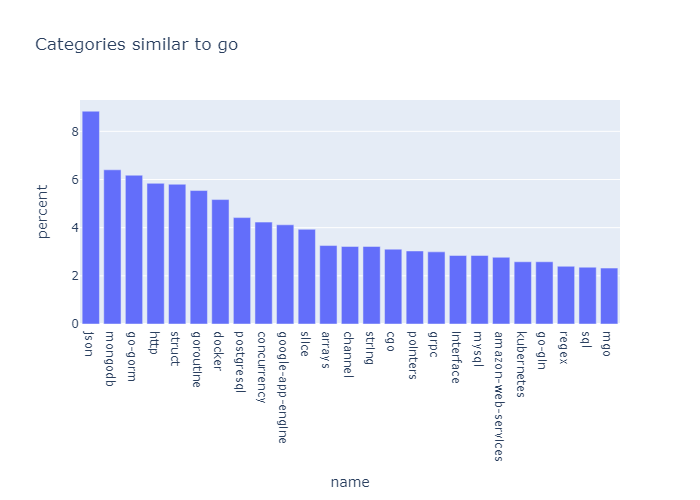 Categories similar to go
percent
8
6
4
2
0
json
mongodb
go-gorm
http
struct
goroutine
docker
postgresql
concurrency
google-app-engine
slice
arrays
channel
string
cgo
pointers
grpc
interface
mysql
amazon-web-services
kubernetes
go-gin
regex
sql
mgo
name